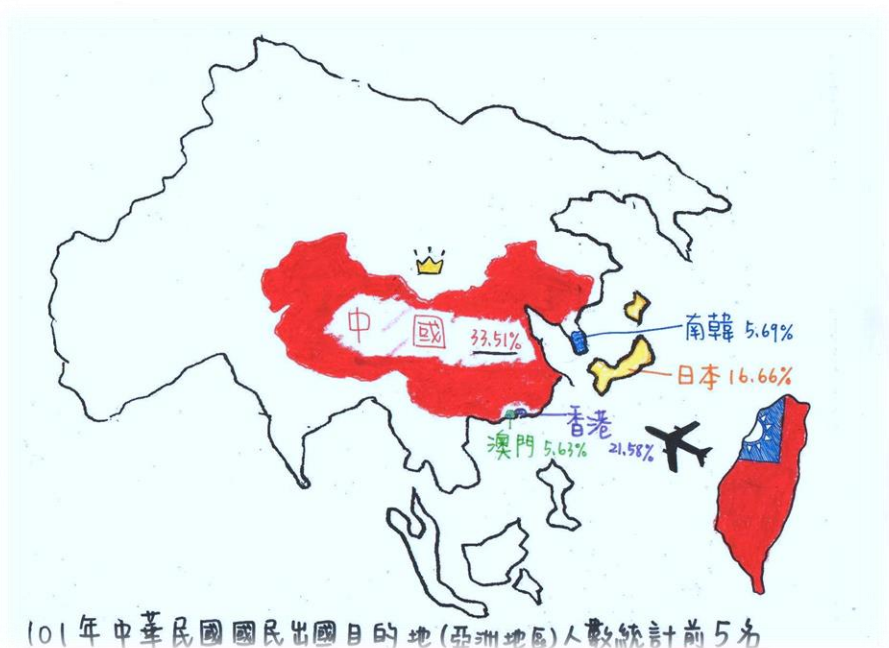 中國 33.51%
南韓 5.69%
日本 16.66%
香港
21.58%
澳門 5.63%
101年中華民國國民出國目的地(亞洲地區)人數統計前5名